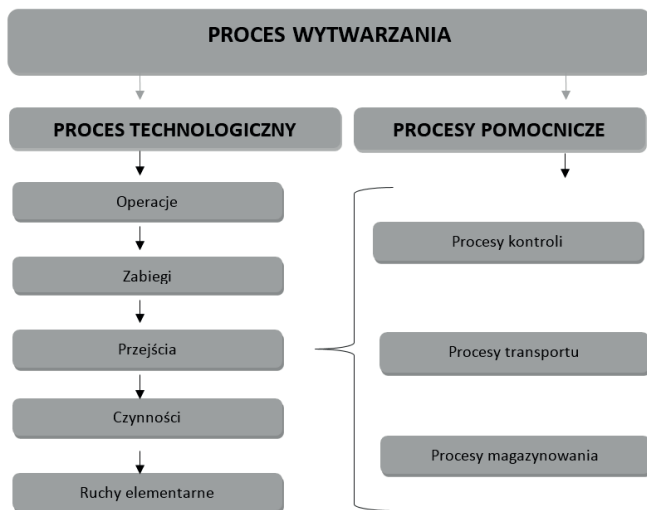 PROCES WYTWARZANIA
PROCES TECHNOLOGICZNY
PROCESY POMOCNICZE
Operacje
Zabiegi
Przejścia
Czynności
Ruchy elementarne
Procesy kontroli
Procesy transportu
Procesy magazynowania